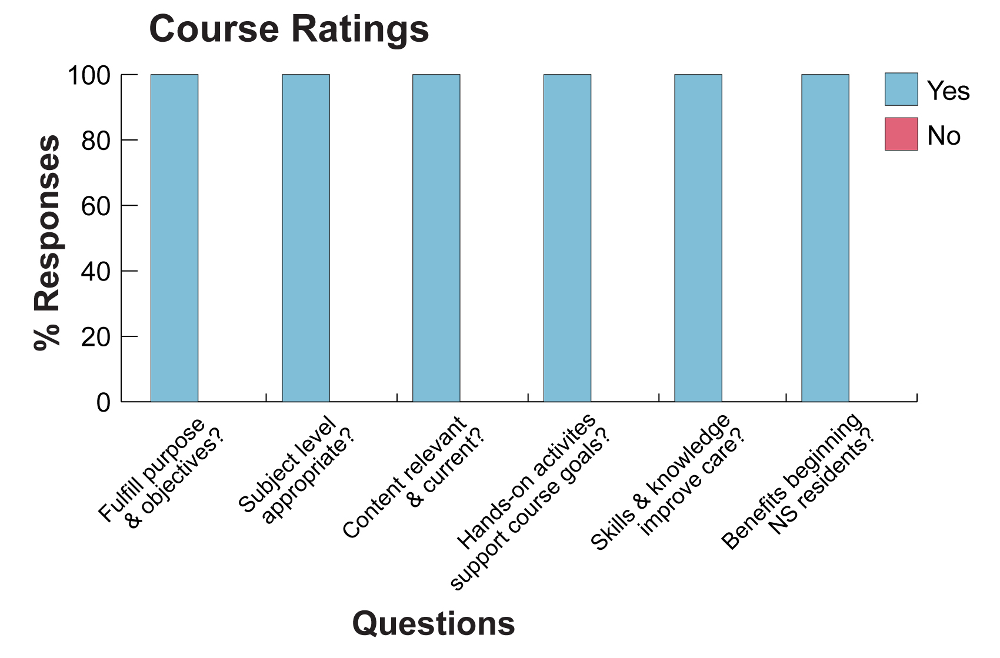 Course Ratings
100
80
60
40
20
0
% Responses
Yes
No
Fulfill purpose
& objectives?
Subject level
appropriate?
Content relevant
& current?
Hands-on activites
support course goals?
Skills & knowledge
improve care?
Benefits beginning
NS residents?
Questions